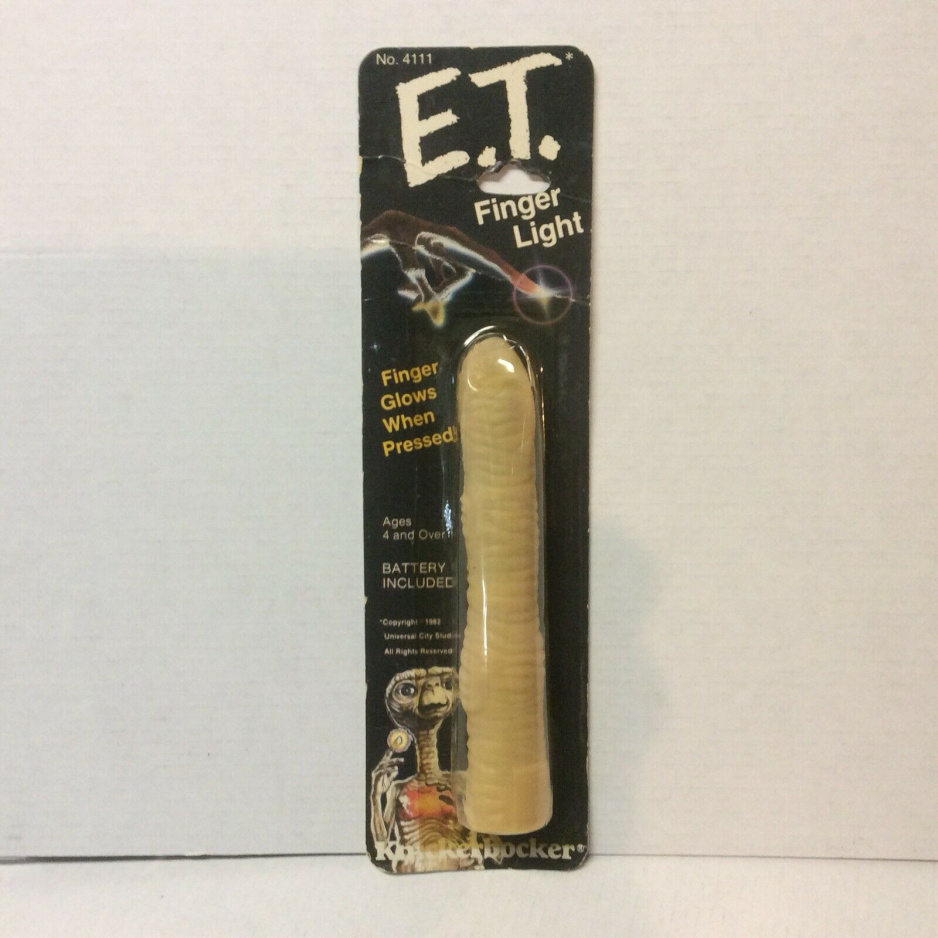 No. 4111
E.T.*
Finger
Light
Finger
Glows
When
Pressed!
Ages
4 and Over
BATTERY
INCLUDED
*Copyright 1982
Universal City Studi
All Rights Reserved
Knickerbocker®